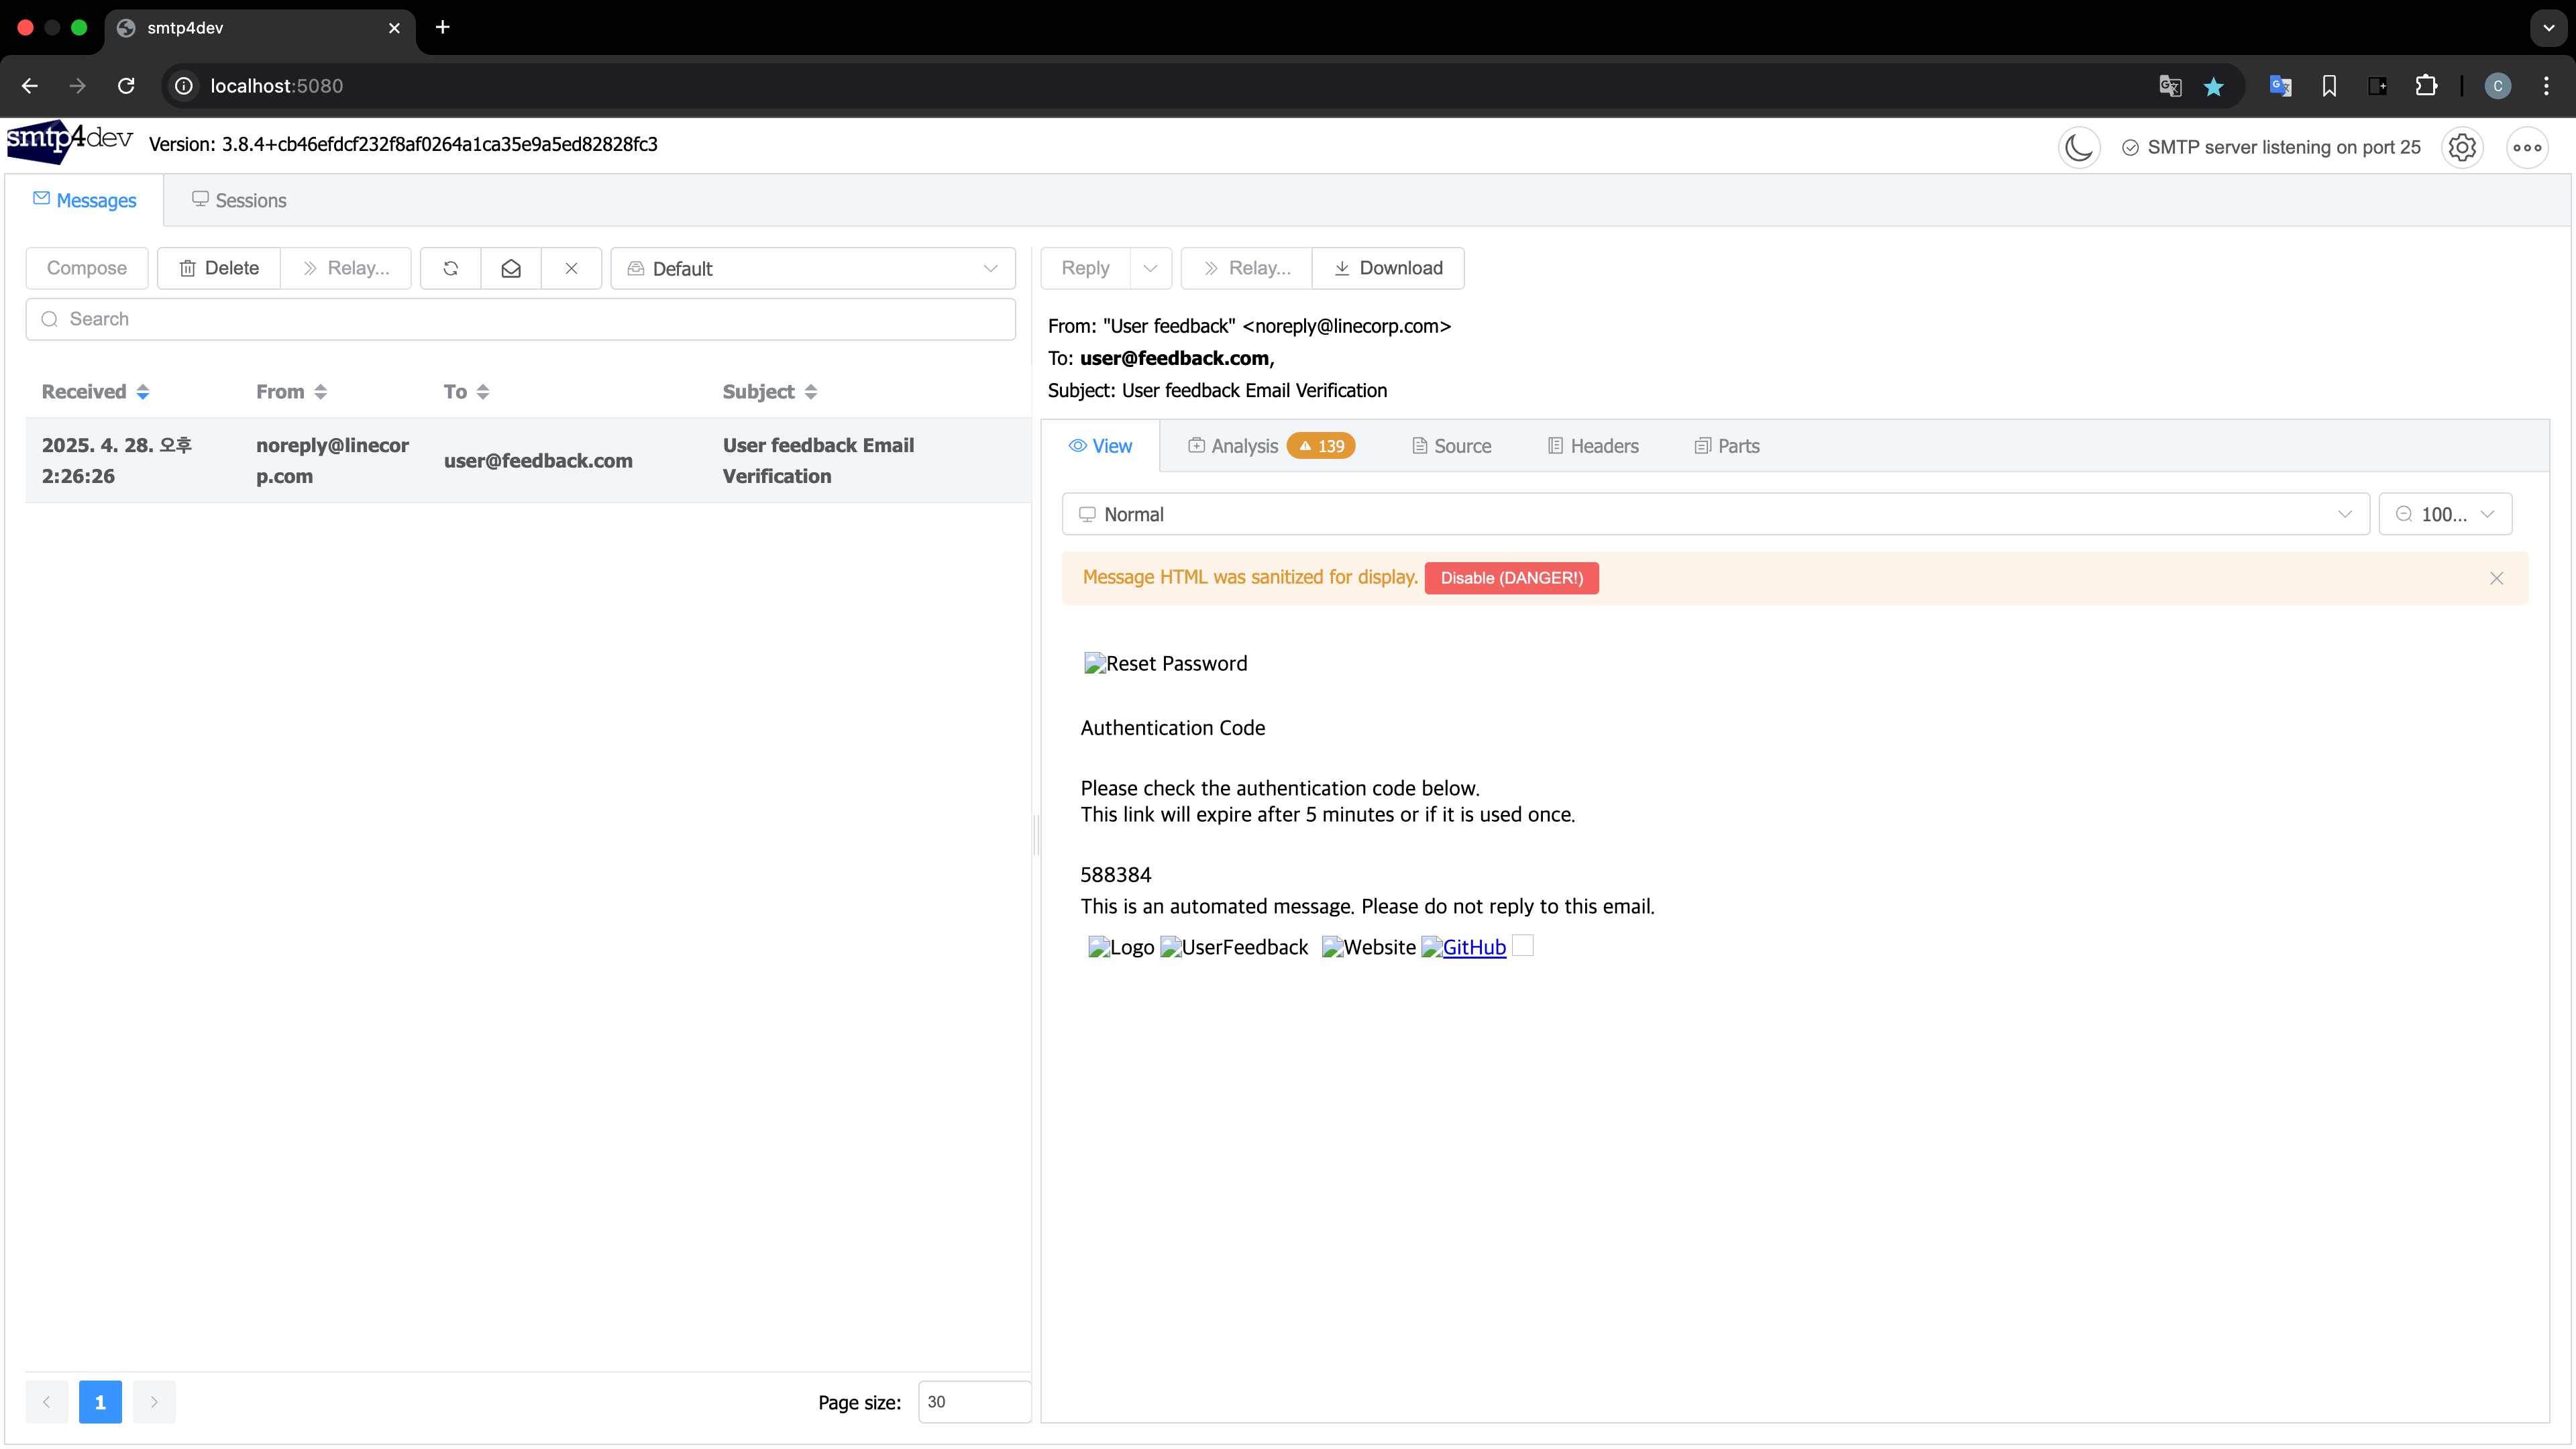 smtp4dev
localhost:5080
C
smtp4dev Version: 3.8.4+cb46efdcf232f8af0264a1ca35e9a5ed82828fc3
SMTP server listening on port 25
Messages
Sessions
Compose
Delete
Relay...
Default
Search
Received From To Subject
2025. 4. 28. 오후
2:26:26
noreply@linecor
p.com
user@feedback.com
User feedback Email
Verification
1
Page size: 30
Reply
Relay...
Download
From: "User feedback" <noreply@linecorp.com>
To: user@feedback.com,
Subject: User feedback Email Verification
View
Analysis 139
Source
Headers
Parts
Normal
100...
Message HTML was sanitized for display. Disable (DANGER!)
Reset Password
Authentication Code
Please check the authentication code below.
This link will expire after 5 minutes or if it is used once.
588384
This is an automated message. Please do not reply to this email.
Logo UserFeedback Website GitHub